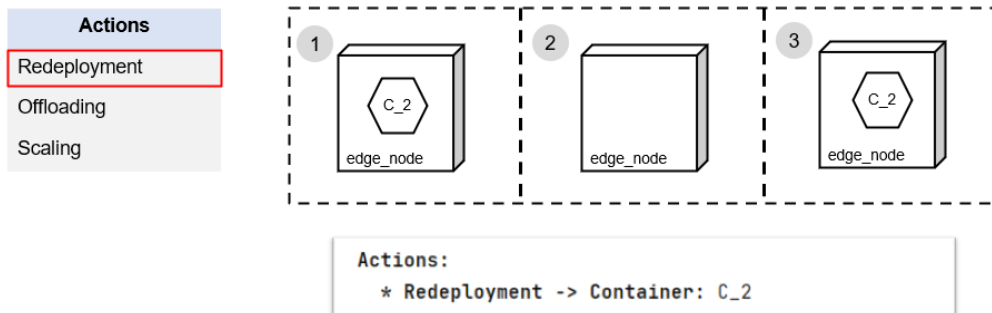 Actions
Redeployment
Offloading
Scaling
1
C_2
edge_node
2
edge_node
3
C_2
edge_node
Actions:
* Redeployment -> Container: C_2